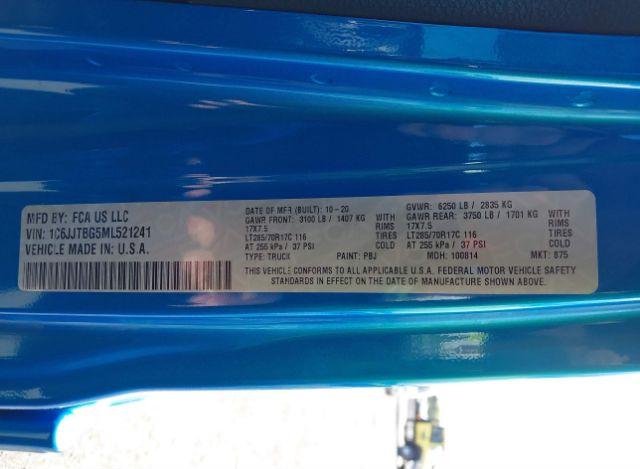 MFD BY: FCA US LLC
VIN: 1C6JJTBG5ML521241
VEHICLE MADE IN U.S.A.
DATE OF MFR (BUILT): 10-20
GAWR FRONT: 3100 LB / 1407 KG WITH
17X7.5 RIMS
LT285/70R17C 116 TIRES
AT 255 kPa / 37 PSI
TYPE: TRUCK PAINT: PBJ MDH: 100814 MKT: 875
GVWR: 6250 LB / 2835 KG
GAWR REAR: 3750 LB / 1701 KG WITH
17X7.5 RIMS
LT285/70R17C 116 TIRES
AT 255 kPa / 37 PSI
THIS VEHICLE CONFORMS TO ALL APPLICABLE U.S.A. FEDERAL MOTOR VEHICLE SAFETY
STANDARDS IN EFFECT ON THE DATE OF MANUFACTURE SHOWN ABOVE.